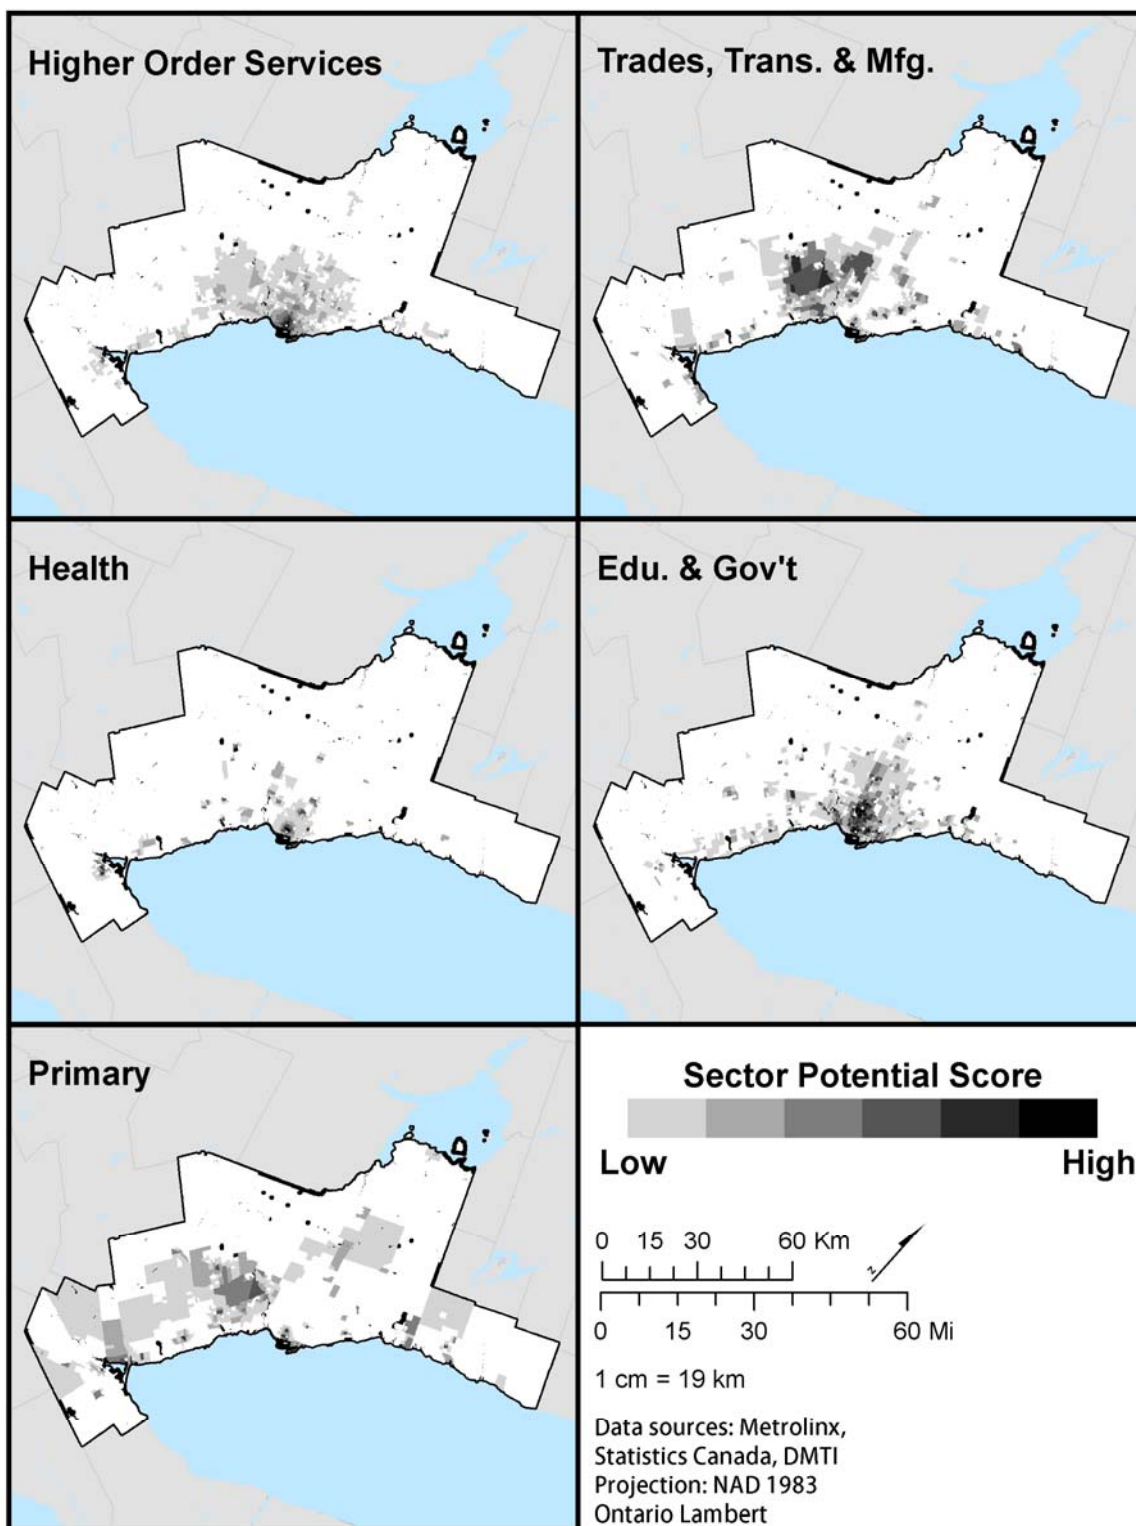 Higher Order Services
Trades, Trans. & Mfg.
Health
Edu. & Gov't
Primary
Sector Potential Score
Low High
0 15 30 60 Km
0 15 30 60 Mi
N
1 cm = 19 km
Data sources: Metrolinx,
Statistics Canada, DMTI
Projection: NAD 1983
Ontario Lambert